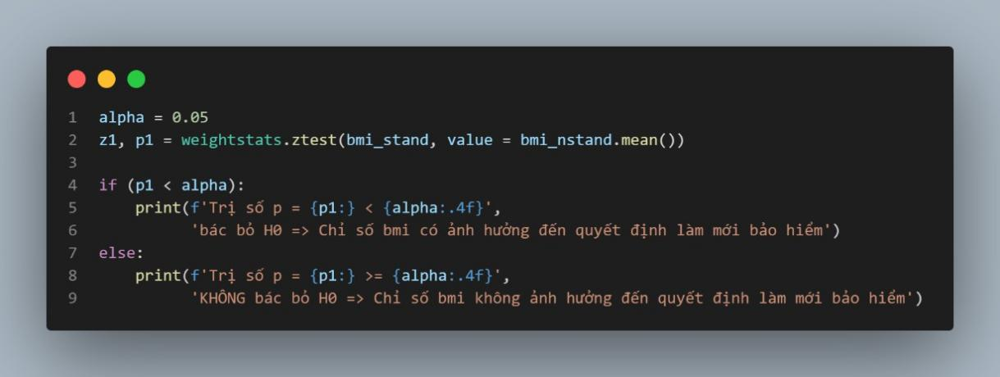 1 alpha = 0.05
2 z1, p1 = weightstats.ztest(bmi_stand, value = bmi_nstand.mean())
3
4 if (p1 < alpha):
5     print(f'Trị số p = {p1:} < {alpha:.4f}',
6           'bác bỏ H0 => Chỉ số bmi có ảnh hưởng đến quyết định làm mới bảo hiểm')
7 else:
8     print(f'Trị số p = {p1:} >= {alpha:.4f}',
9           'KHÔNG bác bỏ H0 => Chỉ số bmi không ảnh hưởng đến quyết định làm mới bảo hiểm')